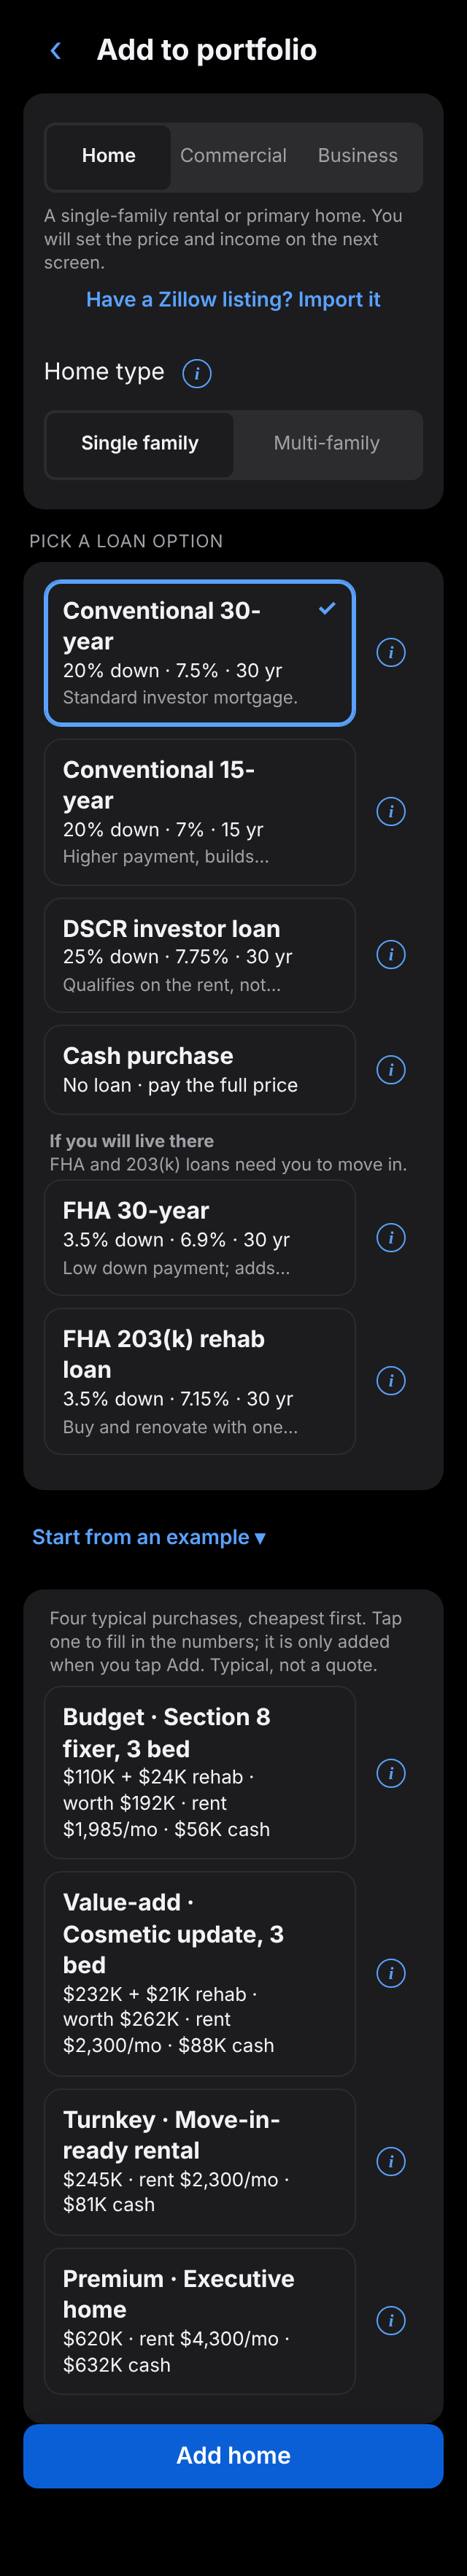 Add to portfolio
Home
Commercial
Business
A single-family rental or primary home. You
will set the price and income on the next
screen.
Have a Zillow listing? Import it
Home type
i
Single family
Multi-family
PICK A LOAN OPTION
Conventional 30-
year
20% down · 7.5% · 30 yr
Standard investor mortgage.
i
Conventional 15-
year
20% down · 7% · 15 yr
Higher payment, builds...
i
DSCR investor loan
25% down · 7.75% · 30 yr
Qualifies on the rent, not...
i
Cash purchase
No loan · pay the full price
i
If you will live there
FHA and 203(k) loans need you to move in.
FHA 30-year
3.5% down · 6.9% · 30 yr
Low down payment; adds...
i
FHA 203(k) rehab
loan
3.5% down · 7.15% · 30 yr
Buy and renovate with one...
i
Start from an example ▾
Four typical purchases, cheapest first. Tap
one to fill in the numbers; it is only added
when you tap Add. Typical, not a quote.
Budget · Section 8
fixer, 3 bed
$110K + $24K rehab ·
worth $192K · rent
$1,985/mo · $56K cash
i
Value-add ·
Cosmetic update, 3
bed
$232K + $21K rehab ·
worth $262K · rent
$2,300/mo · $88K cash
i
Turnkey · Move-in-
ready rental
$245K · rent $2,300/mo ·
$81K cash
i
Premium · Executive
home
$620K · rent $4,300/mo ·
$632K cash
i
Add home